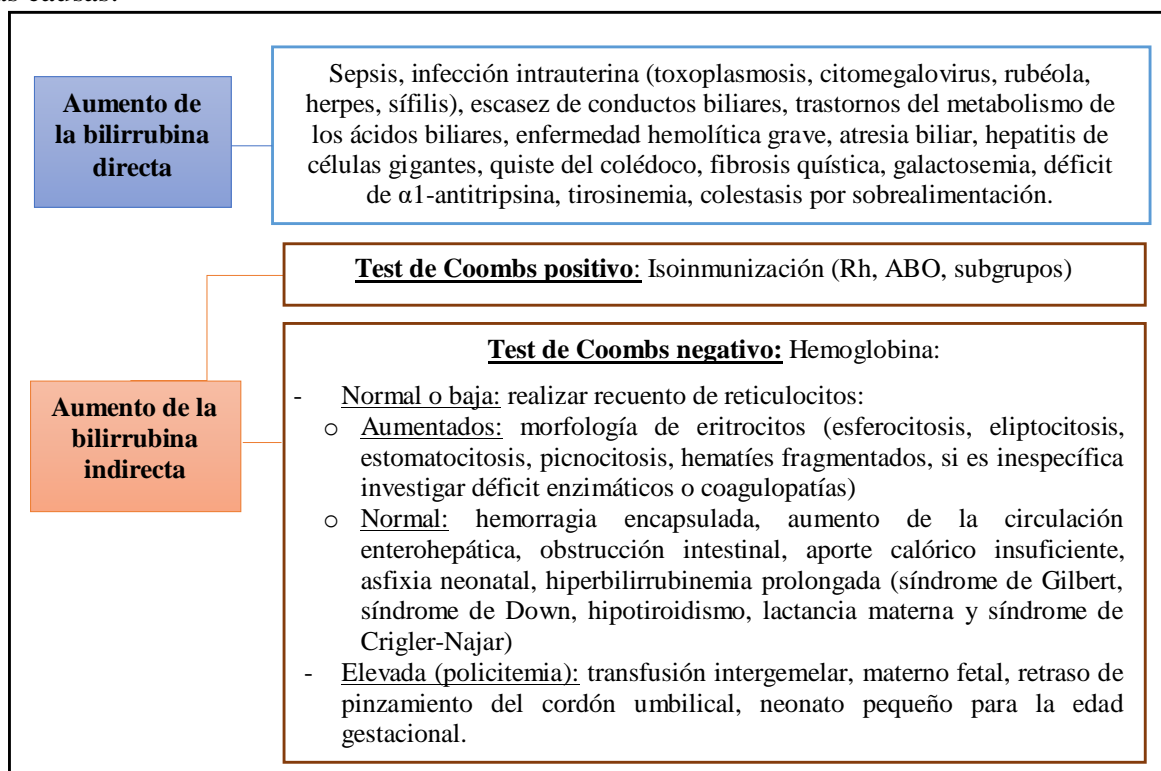 Aumento de
la bilirrubina
directa
Sepsis, infección intrauterina (toxoplasmosis, citomegalovirus, rubéola,
herpes, sífilis), escasez de conductos biliares, trastornos del metabolismo de
los ácidos biliares, enfermedad hemolítica grave, atresia biliar, hepatitis de
células gigantes, quiste del colédoco, fibrosis quística, galactosemia, déficit
de α1-antitripsina, tirosinemia, colestasis por sobrealimentación.
Aumento de la
bilirrubina
indirecta
Test de Coombs positivo: Isoinmunización (Rh, ABO, subgrupos)
Test de Coombs negativo: Hemoglobina:
- Normal o baja: realizar recuento de reticulocitos:
o Aumentados: morfología de eritrocitos (esferocitosis, eliptocitosis,
estomatocitosis, picnocitosis, hematíes fragmentados, si es inespecífica
investigar déficit enzimáticos o coagulopatías)
o Normal: hemorragia encapsulada, aumento de la circulación
enterohepática, obstrucción intestinal, aporte calórico insuficiente,
asfixia neonatal, hiperbilirrubinemia prolongada (síndrome de Gilbert,
síndrome de Down, hipotiroidismo, lactancia materna y síndrome de
Crigler-Najar)
- Elevada (policitemia): transfusión intergemelar, materno fetal, retraso de
pinzamiento del cordón umbilical, neonato pequeño para la edad
gestacional.